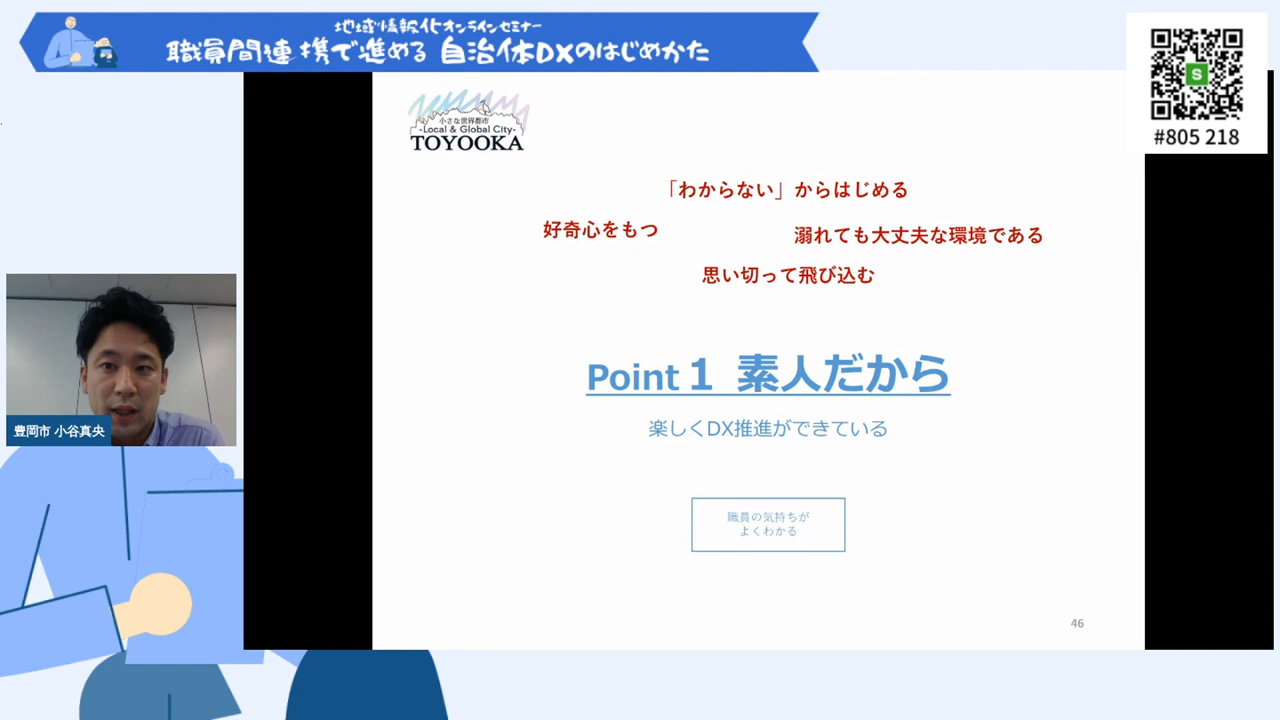 地域情報化オンラインセミナー
職員間連携で進める 自治体DXのはじめかた
#805 218
小さな世界都市
-Local & Global City-
TOYOOKA
「わからない」からはじめる
好奇心をもつ
溺れても大丈夫な環境である
思い切って飛び込む
Point１ 素人だから
楽しくDX推進ができている
豊岡市 小谷真央
職員の気持ちが
よくわかる
46